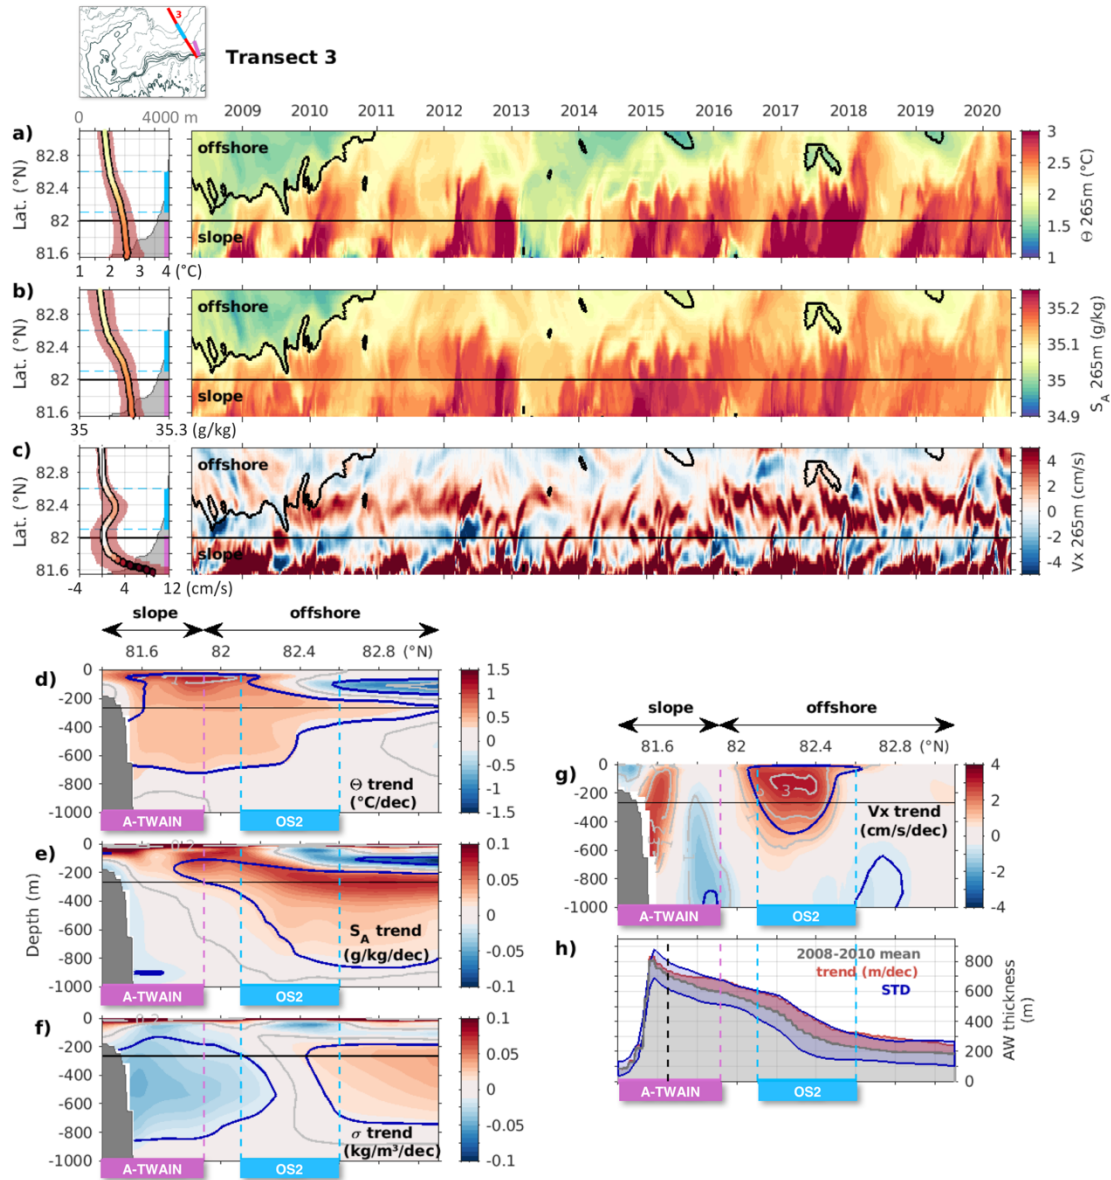 3
Transect 3
0 4000 m
2009 2010 2011 2012 2013 2014 2015 2016 2017 2018 2019 2020
a)
Lat. (°N)
82.8
82.4
82
81.6
1 2 3 4 (°C)
offshore
slope
3
2.5
2
1.5
1
Θ 265m (°C)
b)
Lat. (°N)
82.8
82.4
82
81.6
35 35.3 (g/kg)
offshore
slope
35.2
35.1
35
34.9
S_A 265m (g/kg)
c)
Lat. (°N)
82.8
82.4
82
81.6
-4 4 12 (cm/s)
offshore
slope
4
2
0
-2
-4
Vx 265m (cm/s)
slope offshore
81.6 82 82.4 82.8 (°N)
d)
0
-200
-400
-600
-800
-1000
1
Θ trend
(°C/dec)
A-TWAIN OS2
1.5
1
0.5
0
-0.5
-1
-1.5
e)
Depth (m)
0
-200
-400
-600
-800
-1000
0.2
S_A trend
(g/kg/dec)
A-TWAIN OS2
0.1
0.05
0
-0.05
-0.1
f)
0
-200
-400
-600
-800
-1000
0.2
σ trend
(kg/m³/dec)
A-TWAIN OS2
0.1
0.05
0
-0.05
-0.1
slope offshore
81.6 82 82.4 82.8 (°N)
g)
0
-200
-400
-600
-800
-1000
3
Vx trend
(cm/s/dec)
A-TWAIN OS2
4
2
0
-2
-4
h)
2008-2010 mean
trend (m/dec)
STD
800
600
400
200
0
AW thickness
(m)
A-TWAIN OS2